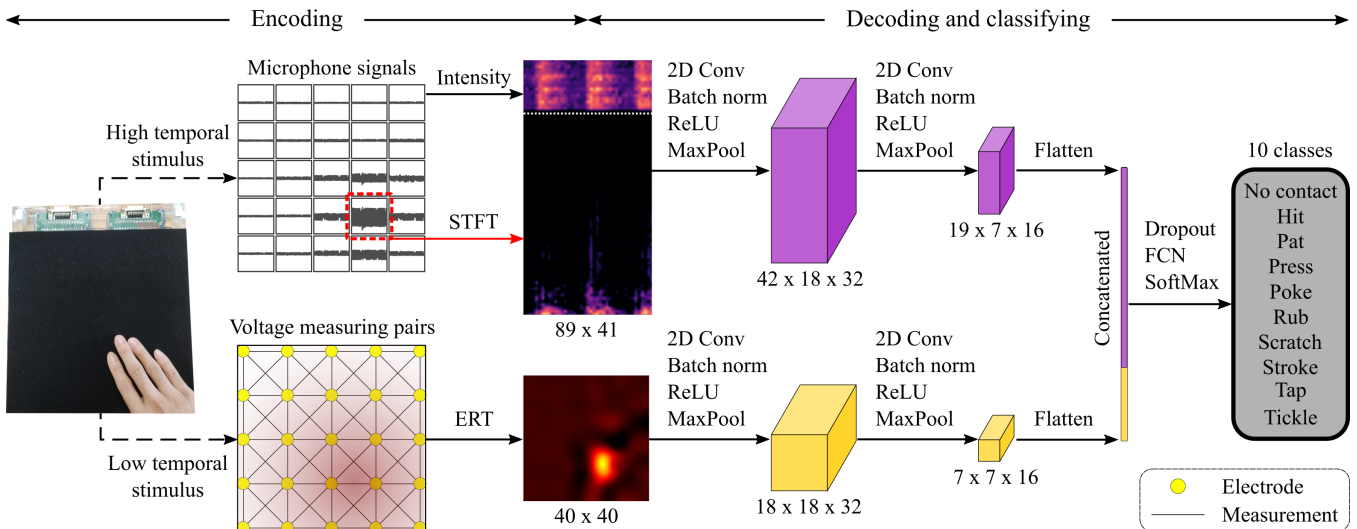 Encoding
Decoding and classifying
Microphone signals
High temporal
stimulus
Intensity
STFT
89 x 41
2D Conv
Batch norm
ReLU
MaxPool
42 x 18 x 32
2D Conv
Batch norm
ReLU
MaxPool
19 x 7 x 16
Flatten
Low temporal
stimulus
Voltage measuring pairs
ERT
40 x 40
2D Conv
Batch norm
ReLU
MaxPool
18 x 18 x 32
2D Conv
Batch norm
ReLU
MaxPool
7 x 7 x 16
Flatten
Concatenated
Dropout
FCN
SoftMax
10 classes
No contact
Hit
Pat
Press
Poke
Rub
Scratch
Stroke
Tap
Tickle
Electrode
Measurement